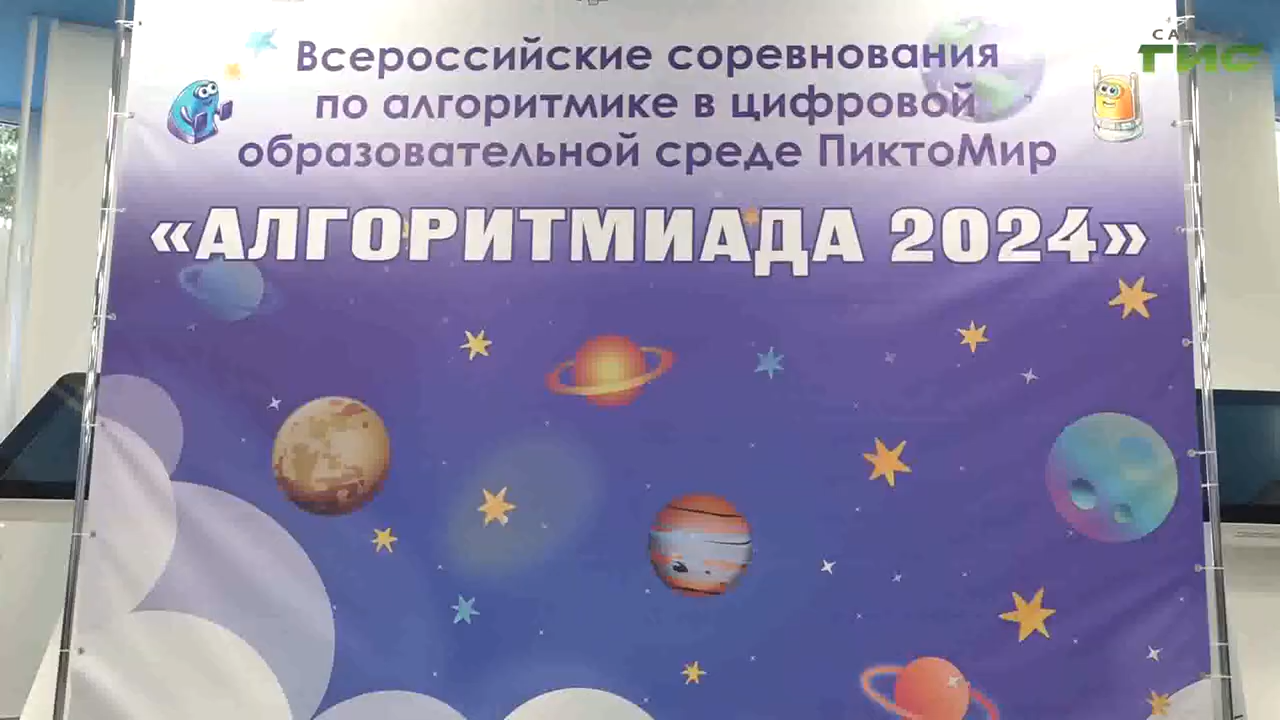 Всероссийские соревнования
по алгоритмике в цифровой
образовательной среде ПиктоМир
«АЛГОРИТМИАДА 2024»
ГИС